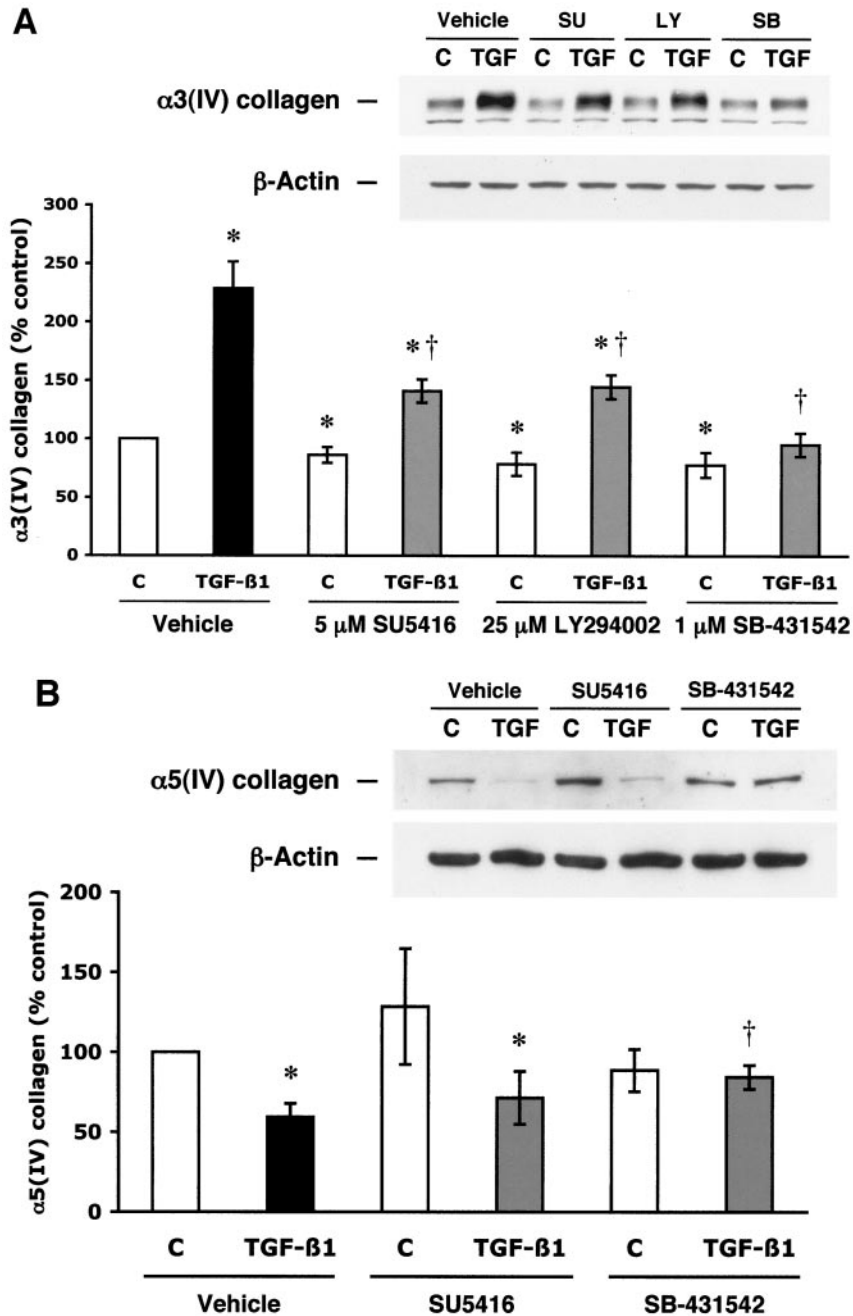 A
Vehicle SU LY SB
C TGF C TGF C TGF C TGF
α3(IV) collagen –
β-Actin –
α3(IV) collagen (% control)
300
250
200
150
100
50
0
*
*
*†
*
*†
*
†
C TGF-ß1 C TGF-ß1 C TGF-ß1 C TGF-ß1
Vehicle 5 µM SU5416 25 µM LY294002 1 µM SB-431542
B
Vehicle SU5416 SB-431542
C TGF C TGF C TGF
α5(IV) collagen –
β-Actin –
α5(IV) collagen (% control)
200
150
100
50
0
*
*
†
C TGF-ß1 C TGF-ß1 C TGF-ß1
Vehicle SU5416 SB-431542